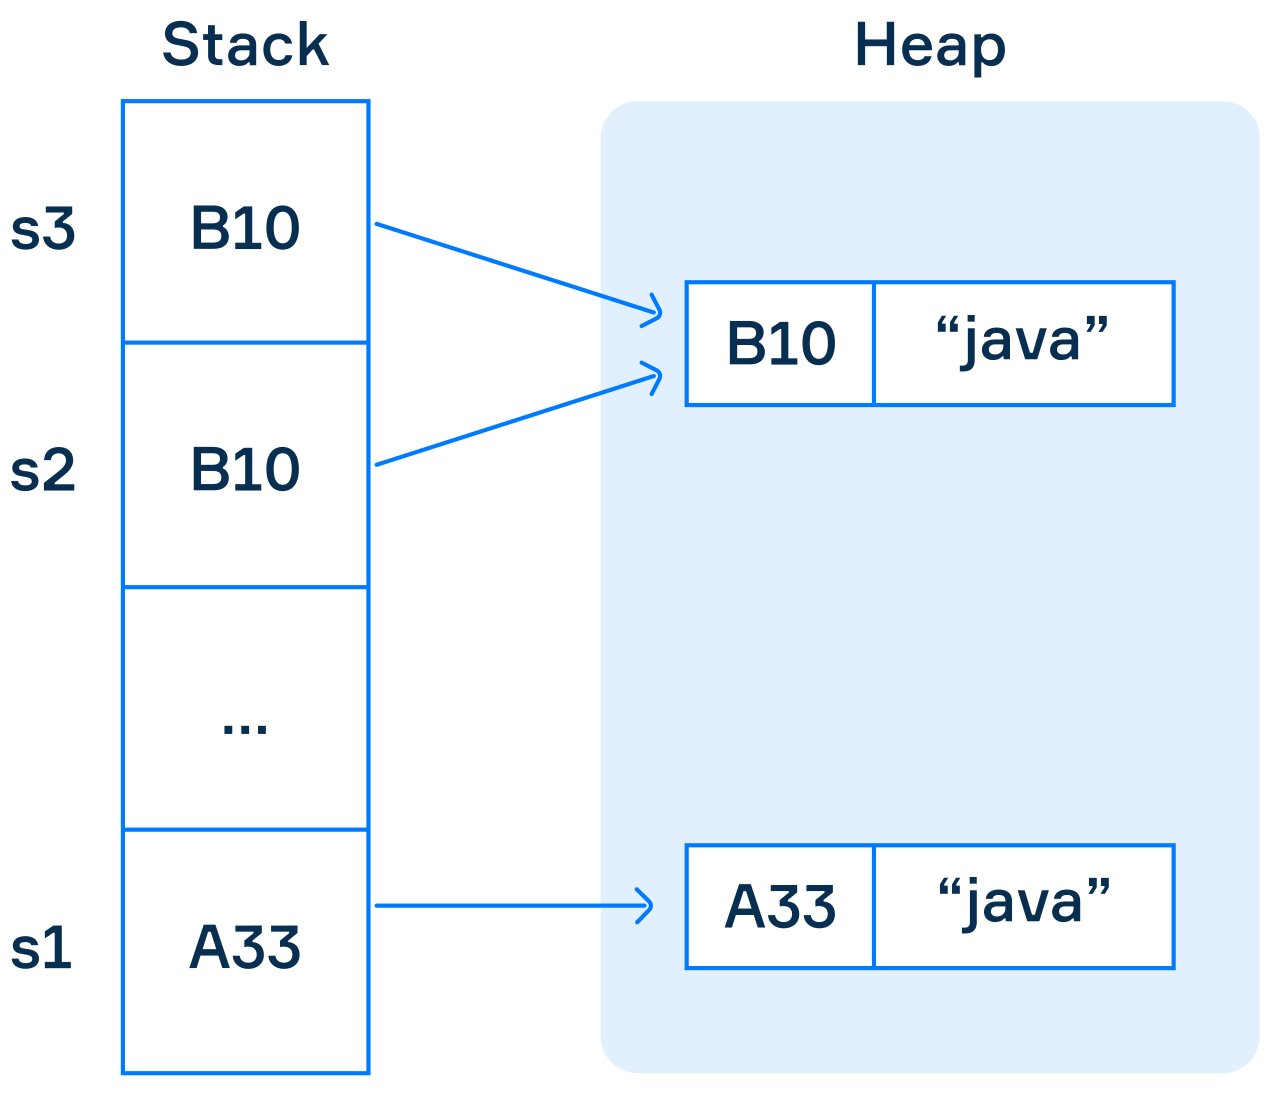 Stack
Heap
s3
B10
B10
“java”
s2
B10
...
s1
A33
A33
“java”